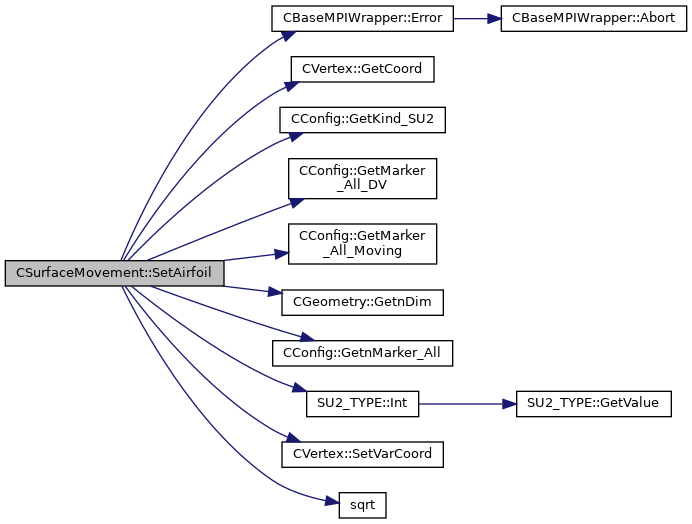 CSurfaceMovement::SetAirfoil
CBaseMPIWrapper::Error
CBaseMPIWrapper::Abort
CVertex::GetCoord
CConfig::GetKind_SU2
CConfig::GetMarker
_All_DV
CConfig::GetMarker
_All_Moving
CGeometry::GetnDim
CConfig::GetnMarker_All
SU2_TYPE::Int
SU2_TYPE::GetValue
CVertex::SetVarCoord
sqrt